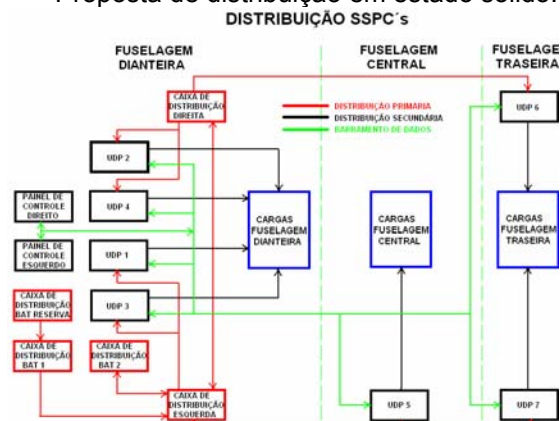 Proposta de distribuição em estado sólido.
DISTRIBUIÇÃO SSPC´s
FUSELAGEM
DIANTEIRA
FUSELAGEM
CENTRAL
FUSELAGE
TRASEIRA
CAIXA DE
DISTRIBUIÇÃO
DIREITA
DISTRIBUIÇÃO PRIMÁRIA
DISTRIBUIÇÃO SECUNDÁRIA
BARRAMENTO DE DADOS
UDP 6
UDP 2
PAINEL DE
CONTROLE
DIREITO
UDP 4
CARGAS
FUSELAGEM
DIANTEIRA
CARGAS
FUSELAGEM
CENTRAL
CARGAS
FUSELAGEM
TRASEIRA
PAINEL DE
CONTROLE
ESQUERDO
UDP 1
CAIXA DE
DISTRIBUIÇÃO
BAT RESERVA
UDP 3
CAIXA DE
DISTRIBUIÇÃO
BAT 1
CAIXA DE
DISTRIBUIÇÃO
BAT 2
CAIXA DE
DISTRIBUIÇÃO
ESQUERDA
UDP 5
UDP 7